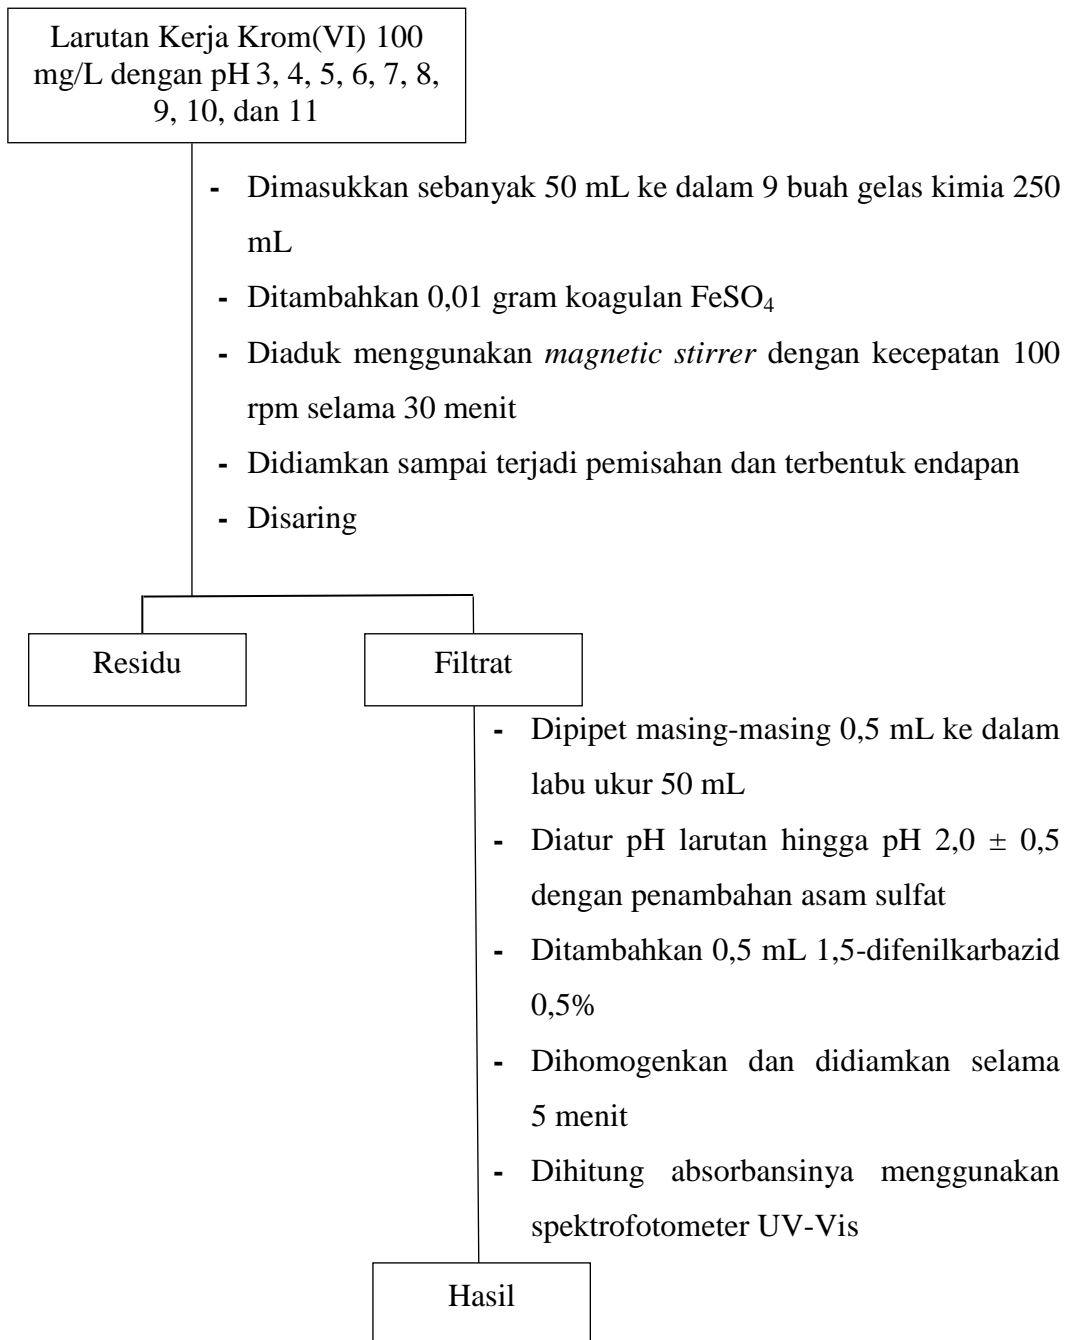 Larutan Kerja Krom(VI) 100
mg/L dengan pH 3, 4, 5, 6, 7, 8,
9, 10, dan 11
- Dimasukkan sebanyak 50 mL ke dalam 9 buah gelas kimia 250
mL
- Ditambahkan 0,01 gram koagulan FeSO₄
- Diaduk menggunakan magnetic stirrer dengan kecepatan 100
rpm selama 30 menit
- Didiamkan sampai terjadi pemisahan dan terbentuk endapan
- Disaring
Residu
Filtrat
- Dipipet masing-masing 0,5 mL ke dalam
labu ukur 50 mL
- Diatur pH larutan hingga pH 2,0 ± 0,5
dengan penambahan asam sulfat
- Ditambahkan 0,5 mL 1,5-difenilkarbazid
0,5%
- Dihomogenkan dan didiamkan selama
5 menit
- Dihitung absorbansinya menggunakan
spektrofotometer UV-Vis
Hasil